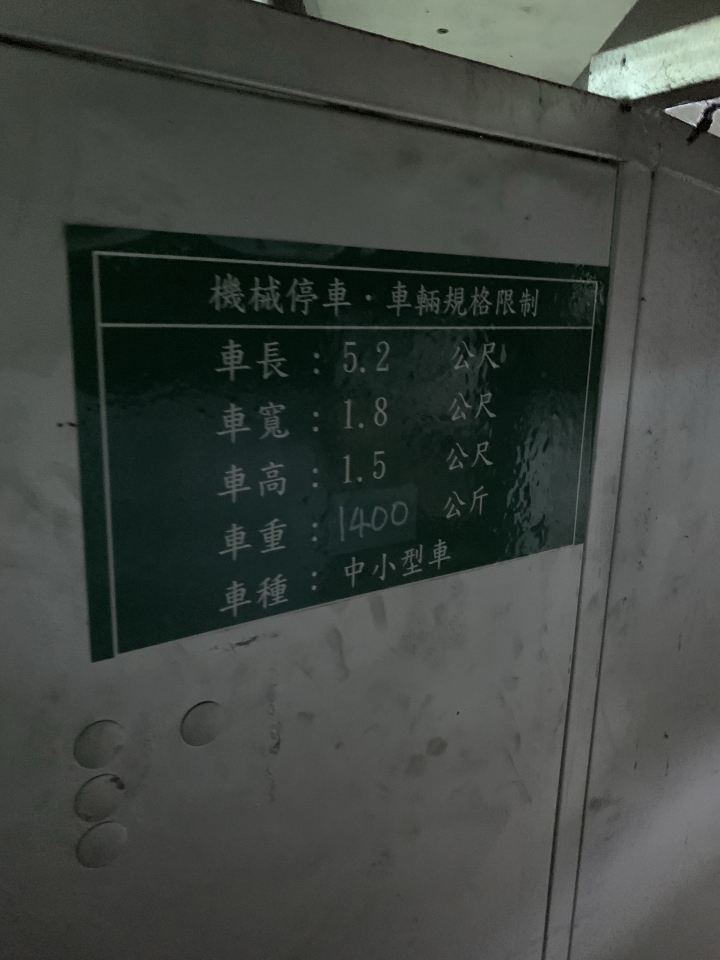 機械停車・車輛規格限制
車長：5.2 公尺
車寬：1.8 公尺
車高：1.5 公尺
車重：1400 公斤
車種：中小型車